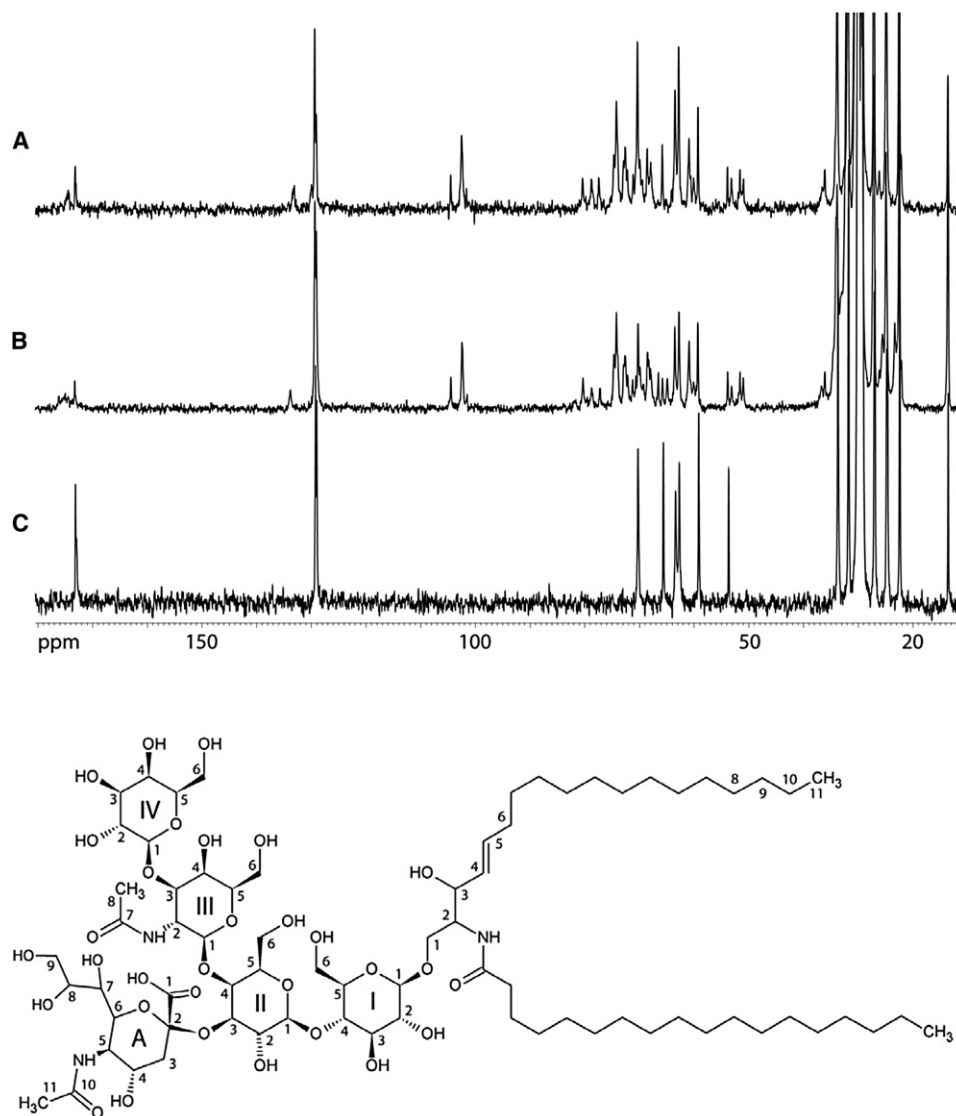 A
B
C
ppm 150 100 50 20
OH OH
4 6
HO 5
3 IV O
HO 2 1 OH OH
O 4 6
CH3 3 III 5
8 7 O
O NH 2 1 OH
O 6
HO 9 OH HO 1 O 4 5 O
8 7 II
HO 6 O 2 O 3 2 1 O
5 A 3 OH
NH 4
11 10 HO
H3C O
OH
6
5 O 1 O
4 I 2 OH
3
OH
8 10 CH3
9 11
6
5
HO 4
3
2
1 NH
O
CH3